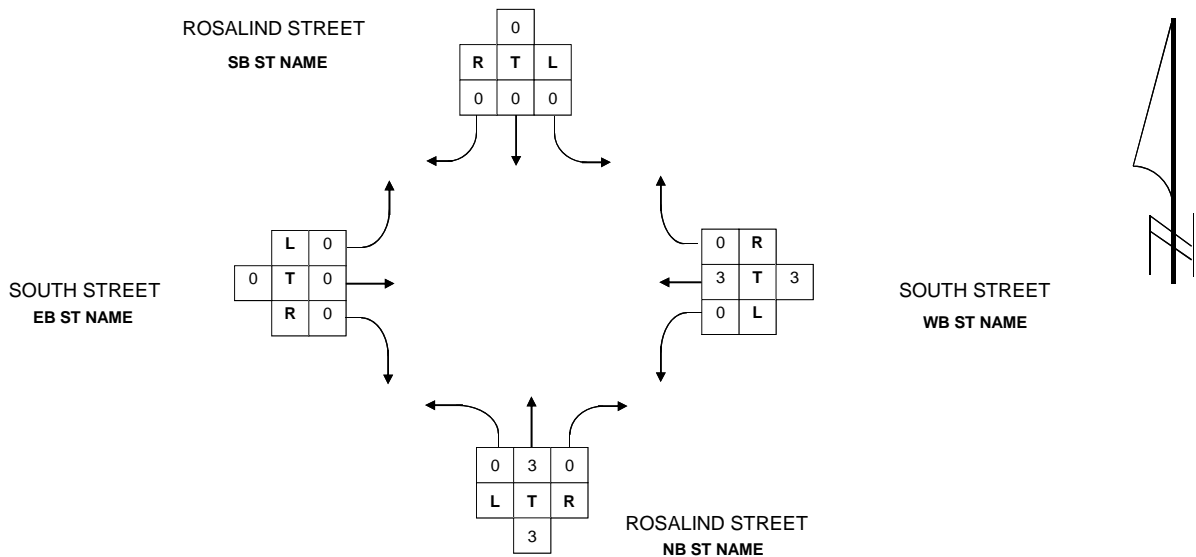 ROSALIND STREET
SB ST NAME
0
R T L
0 0 0
L 0
0 T 0
R 0
SOUTH STREET
EB ST NAME
0 R
3 T 3
0 L
SOUTH STREET
WB ST NAME
0 3 0
L T R
3
ROSALIND STREET
NB ST NAME
N